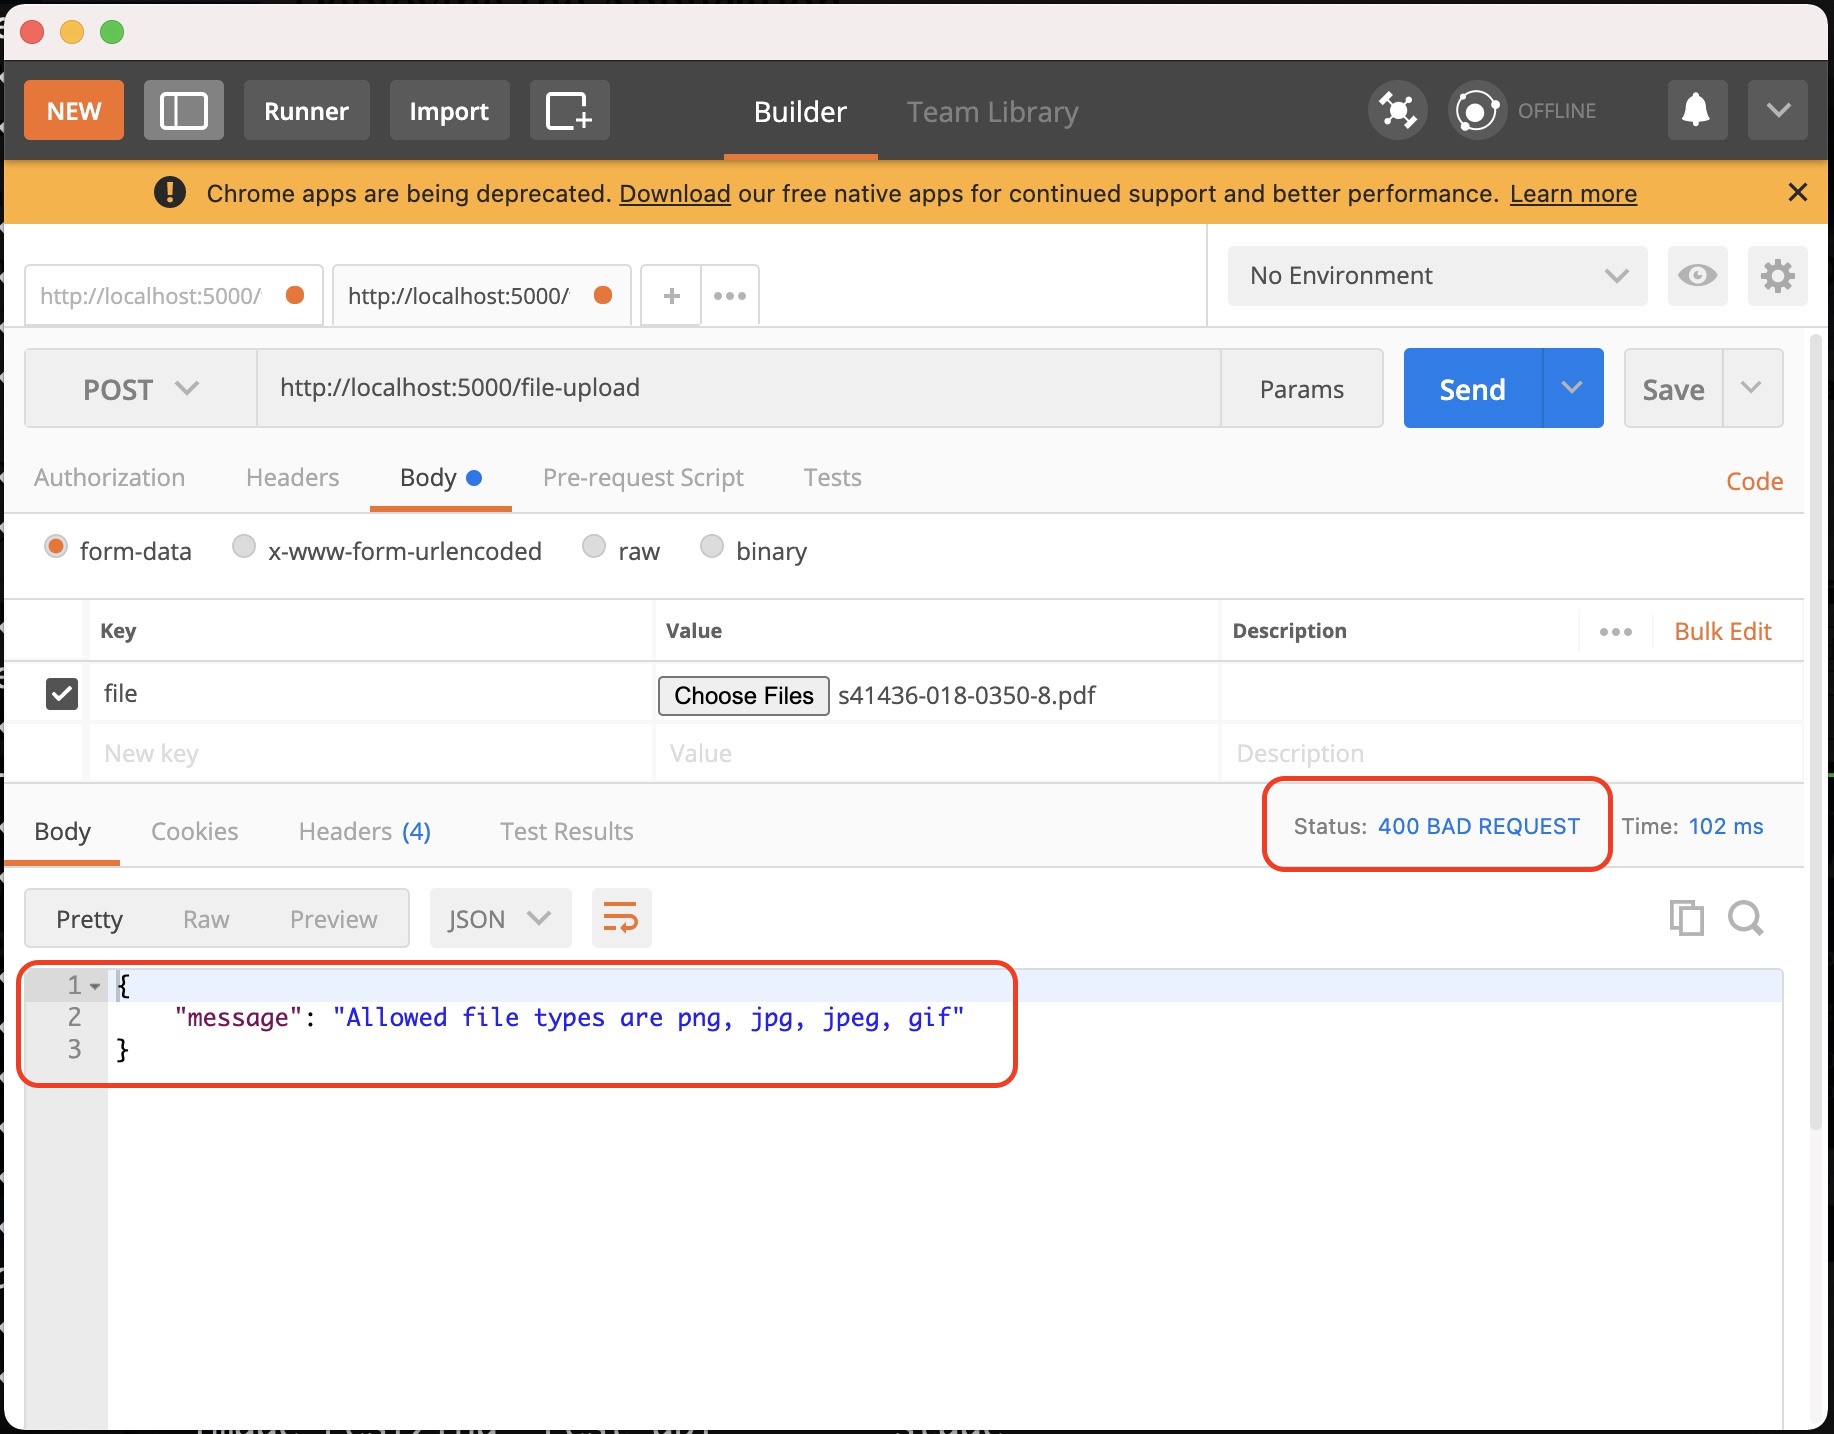 NEW Runner Import Builder Team Library OFFLINE
Chrome apps are being deprecated. Download our free native apps for continued support and better performance. Learn more
http://localhost:5000/ http://localhost:5000/ + No Environment
POST http://localhost:5000/file-upload Params Send Save
Authorization Headers Body Pre-request Script Tests Code
form-data x-www-form-urlencoded raw binary
Key Value Description Bulk Edit
file Choose Files s41436-018-0350-8.pdf
New key Value Description
Body Cookies Headers (4) Test Results Status: 400 BAD REQUEST Time: 102 ms
Pretty Raw Preview JSON
1 {
2 "message": "Allowed file types are png, jpg, jpeg, gif"
3 }